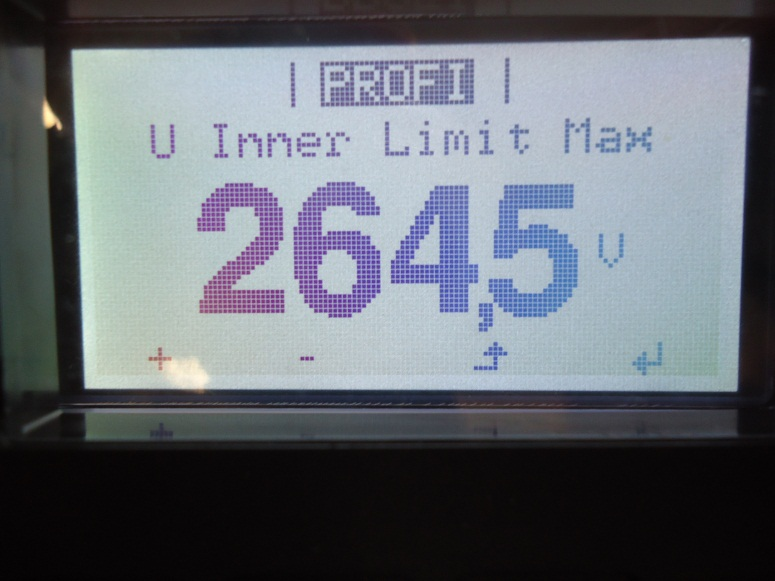 | PROFI |
U Inner Limit Max
264,5 V
+ - ↵